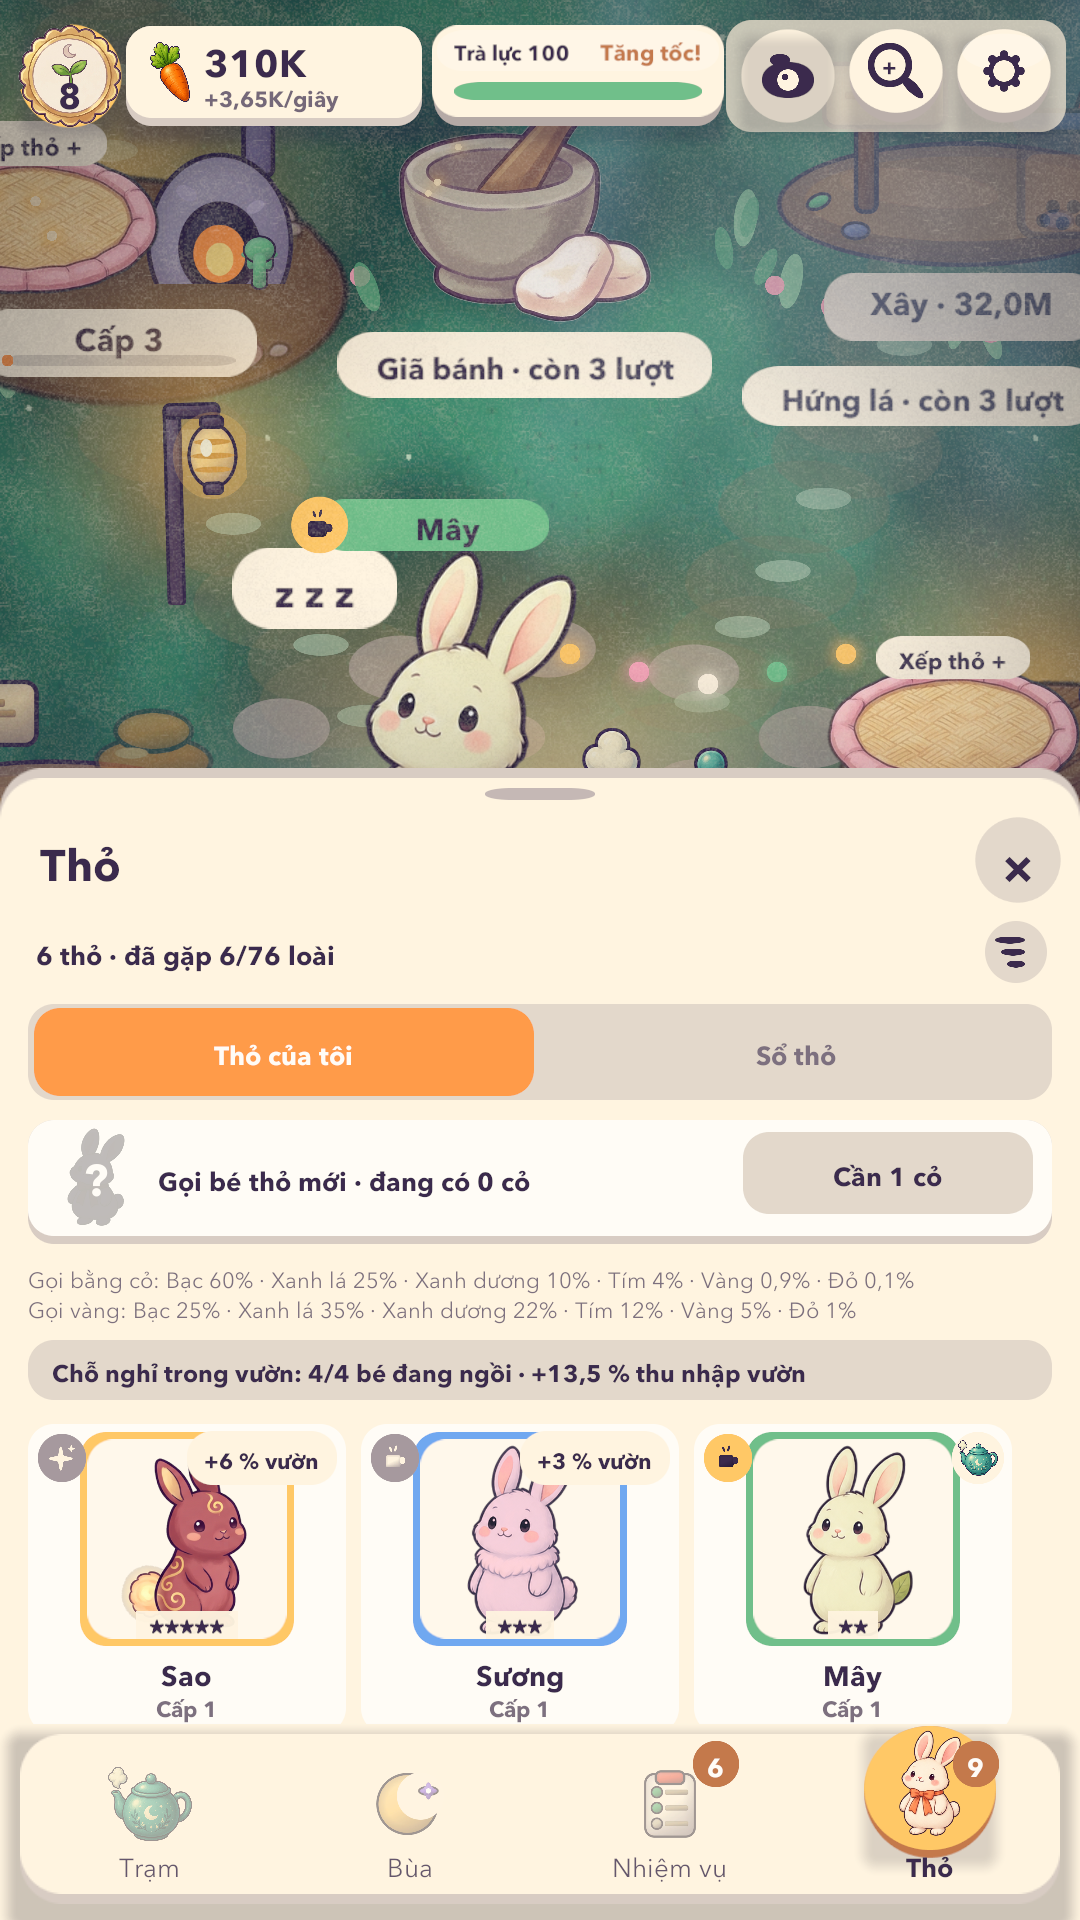 8
310K
+3,65K/giây
Trà lực 100
Tăng tốc!
p thỏ +
Cấp 3
Giã bánh · còn 3 lượt
Xây · 32,0M
Hứng lá · còn 3 lượt
Mây
z z z
Xếp thỏ +
Thỏ
6 thỏ · đã gặp 6/76 loài
Thỏ của tôi
Sổ thỏ
?
Gọi bé thỏ mới · đang có 0 cỏ
Cần 1 cỏ
Gọi bằng cỏ: Bạc 60% · Xanh lá 25% · Xanh dương 10% · Tím 4% · Vàng 0,9% · Đỏ 0,1%
Gọi vàng: Bạc 25% · Xanh lá 35% · Xanh dương 22% · Tím 12% · Vàng 5% · Đỏ 1%
Chỗ nghỉ trong vườn: 4/4 bé đang ngồi · +13,5 % thu nhập vườn
+6 % vườn
+3 % vườn
★★★★★
★★★
★★
Sao
Sương
Mây
Cấp 1
Cấp 1
Cấp 1
6
9
Trạm
Bùa
Nhiệm vụ
Thỏ